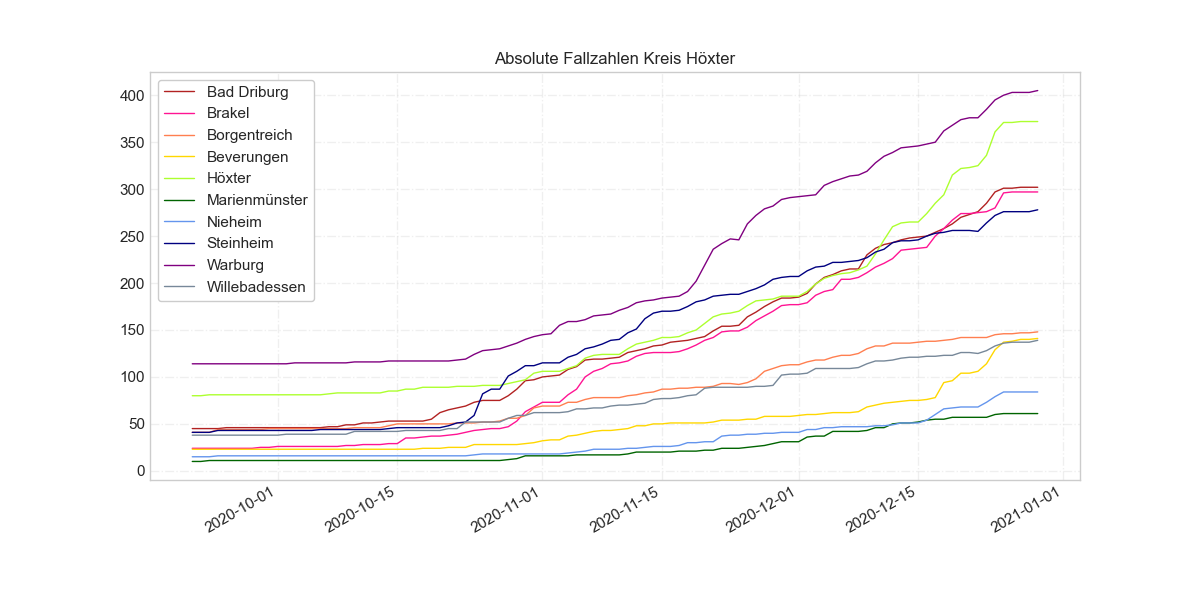 Absolute Fallzahlen Kreis Höxter
400
350
300
250
200
150
100
50
0
Bad Driburg
Brakel
Borgentreich
Beverungen
Höxter
Marienmünster
Nieheim
Steinheim
Warburg
Willebadessen
2020-10-01
2020-10-15
2020-11-01
2020-11-15
2020-12-01
2020-12-15
2021-01-01